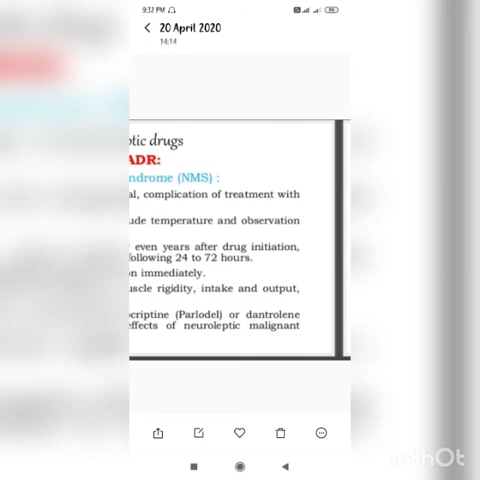 9:32 PM
20 April 2020
14:14
otic drugs
ADR:
ndrome (NMS) :
al, complication of treatment with
ude temperature and observation
even years after drug initiation,
following 24 to 72 hours.
on immediately.
uscle rigidity, intake and output,
criptine (Parlodel) or dantrolene
effects of neuroleptic malignant
InShOt